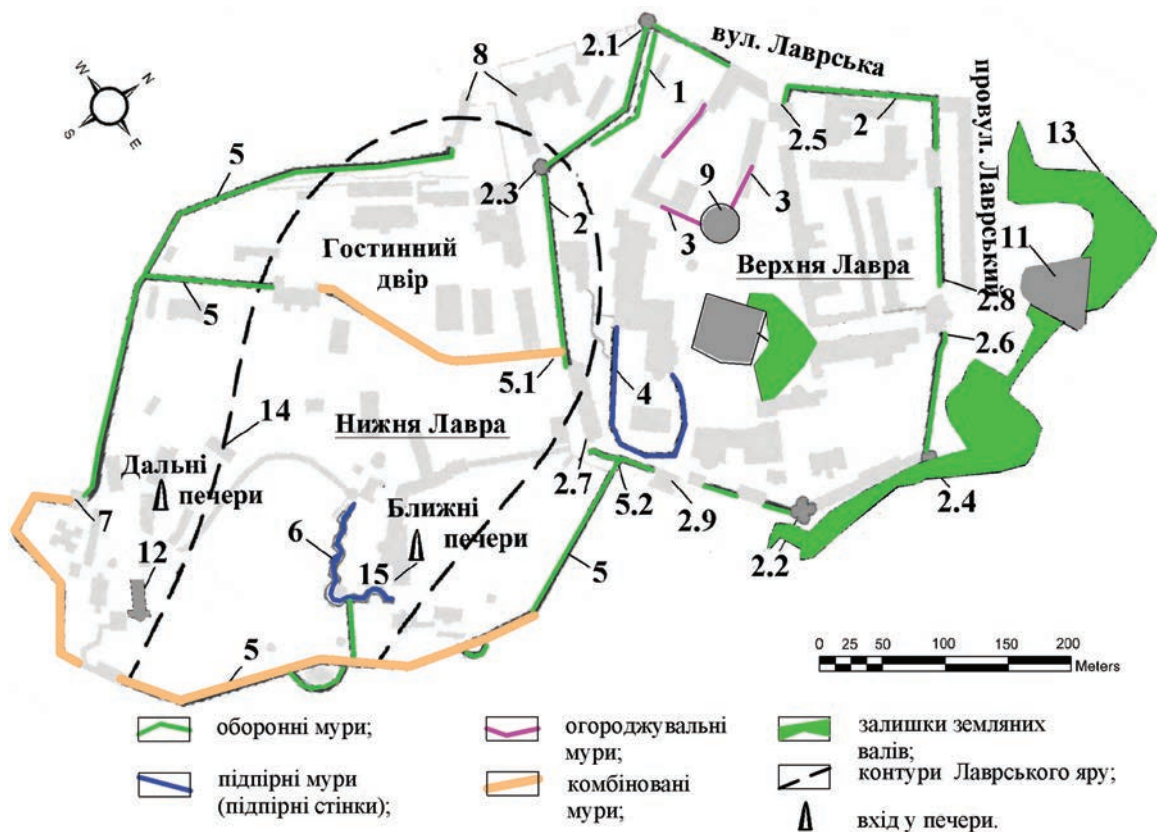 вул. Лаврська
провул. Лаврський
W
N
S
E
2.1
8
1
2.5
2
13
5
2.3
2
9
3
3
11
Гостинний
двір
Верхня Лавра
5
2.8
2.6
5.1
4
14
Нижня Лавра
Дальні
печери
2.7
5.2
2.9
2.4
7
6
Ближні
печери
15
12
5
2.2
5
0 25 50 100 150 200
Meters
оборонні мури;
огороджувальні
мури;
залишки земляних
валів;
підпірні мури
(підпірні стінки);
комбіновані
мури;
контури Лаврського яру;
вхід у печери.